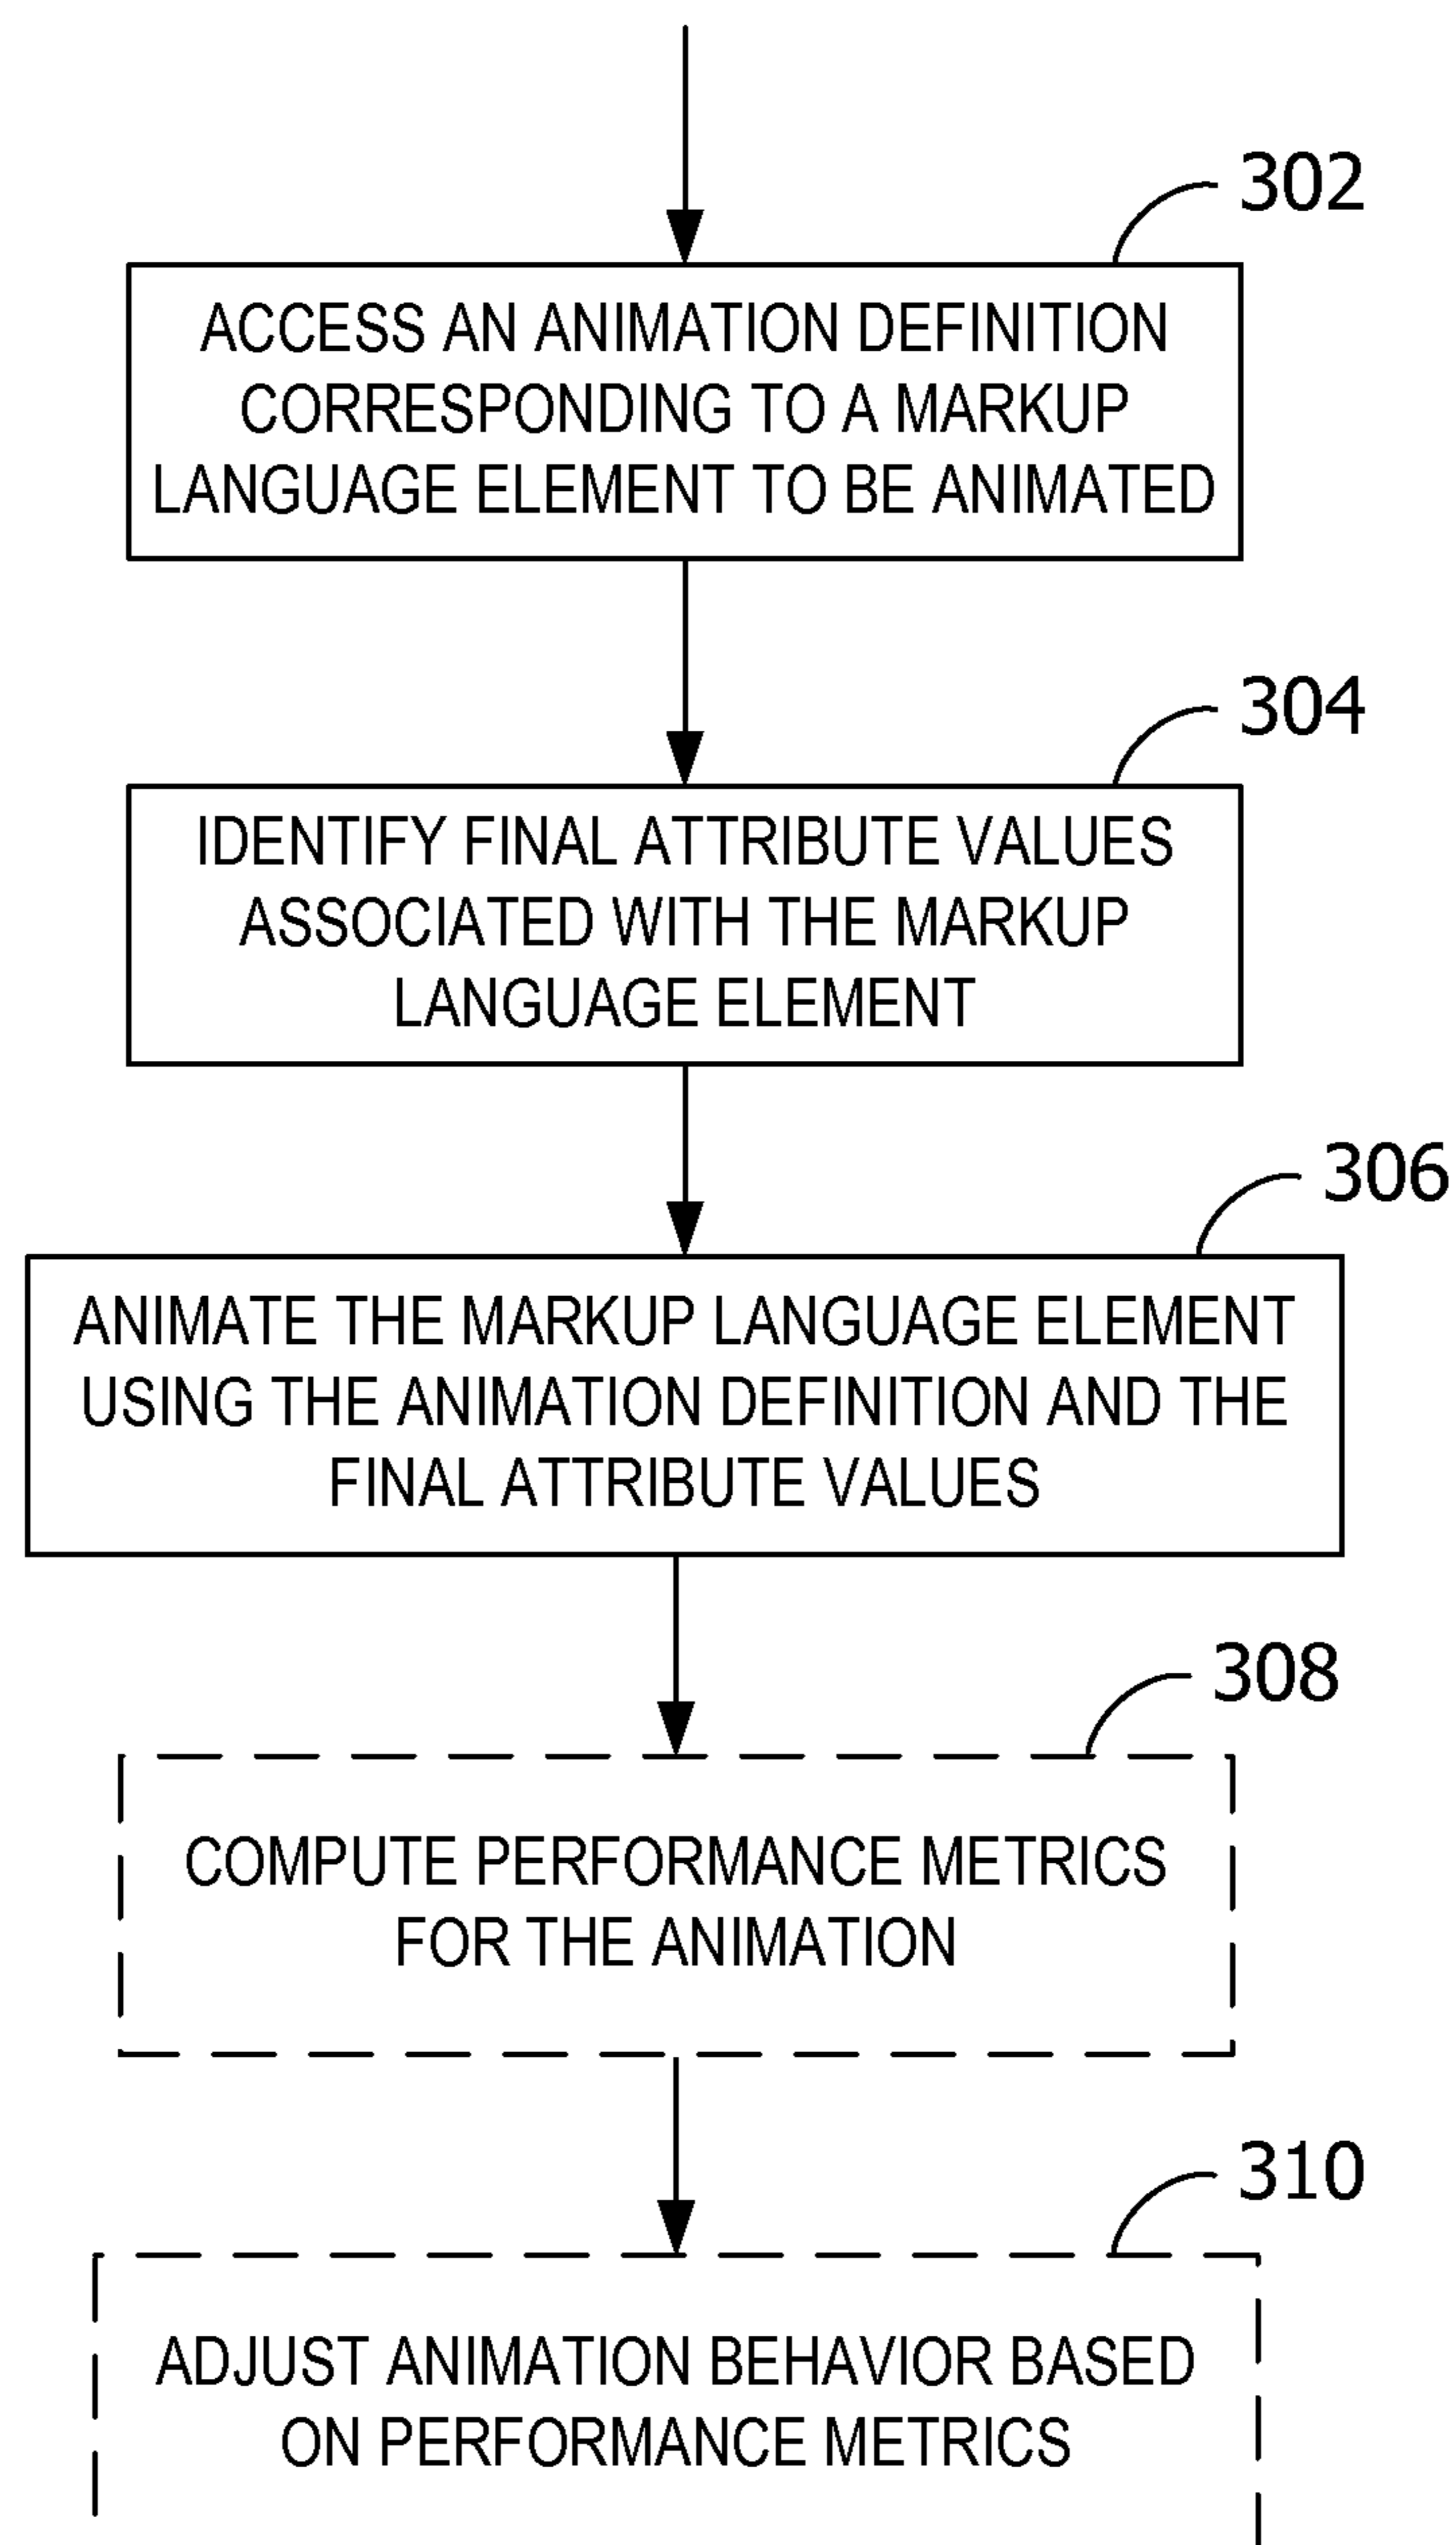 302
ACCESS AN ANIMATION DEFINITION
CORRESPONDING TO A MARKUP
LANGUAGE ELEMENT TO BE ANIMATED
304
IDENTIFY FINAL ATTRIBUTE VALUES
ASSOCIATED WITH THE MARKUP
LANGUAGE ELEMENT
306
ANIMATE THE MARKUP LANGUAGE ELEMENT
USING THE ANIMATION DEFINITION AND THE
FINAL ATTRIBUTE VALUES
308
COMPUTE PERFORMANCE METRICS
FOR THE ANIMATION
310
ADJUST ANIMATION BEHAVIOR BASED
ON PERFORMANCE METRICS